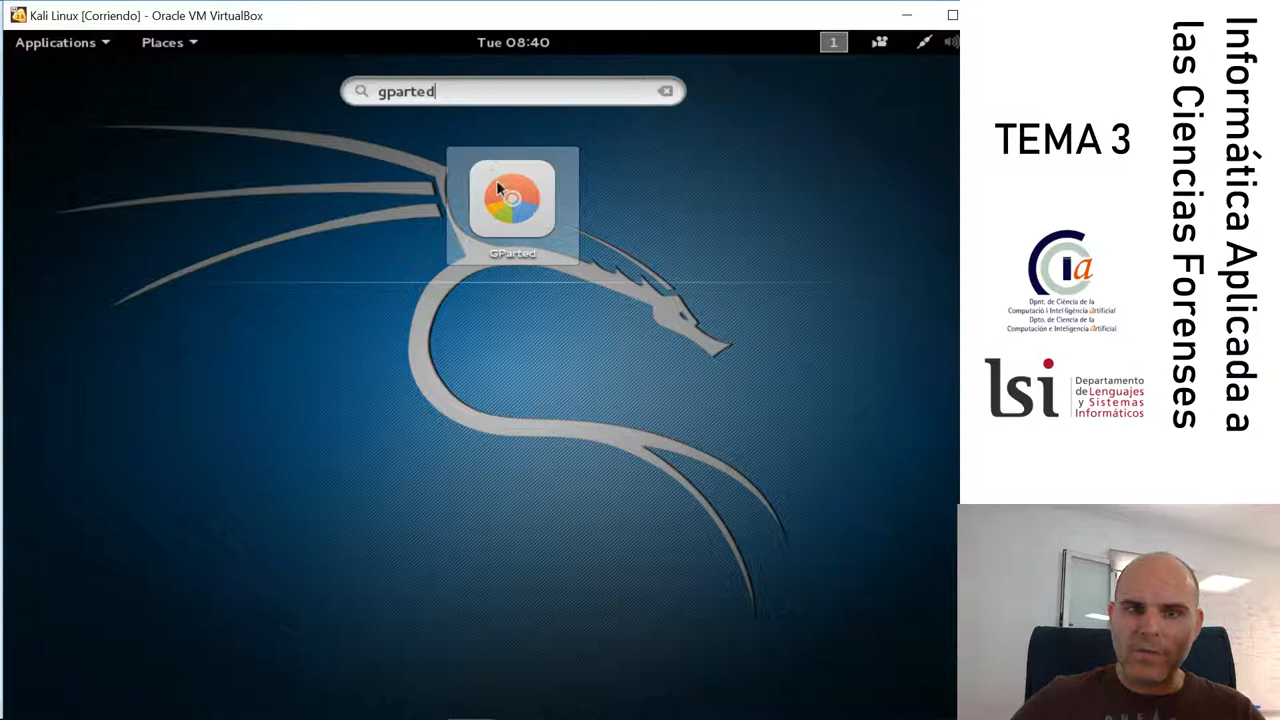 Kali Linux [Corriendo] - Oracle VM VirtualBox
Applications
Places
Tue 08:40
1
gparted
GParted
TEMA 3
Informática Aplicada a
las Ciencias Forenses
Dpnt. de Ciència de la
Computació i Intel·ligència artificial
Dpto. de Ciencia de la
Computación e Inteligencia artificial
lsi
Departamento
de Lenguajes
y Sistemas
Informáticos